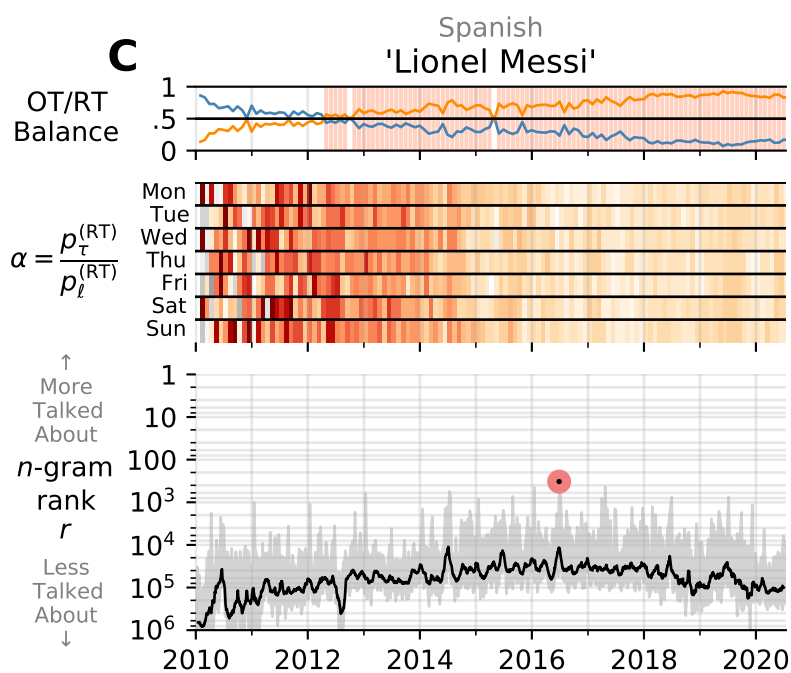 Spanish
C
'Lionel Messi'
OT/RT
Balance
1
.5
0
Mon
Tue
Wed
Thu
Fri
Sat
Sun
α = p_τ^(RT) / p_ℓ^(RT)
↑
More
Talked
About
n-gram
rank
r
Less
Talked
About
↓
1
10
100
10³
10⁴
10⁵
10⁶
2010 2012 2014 2016 2018 2020